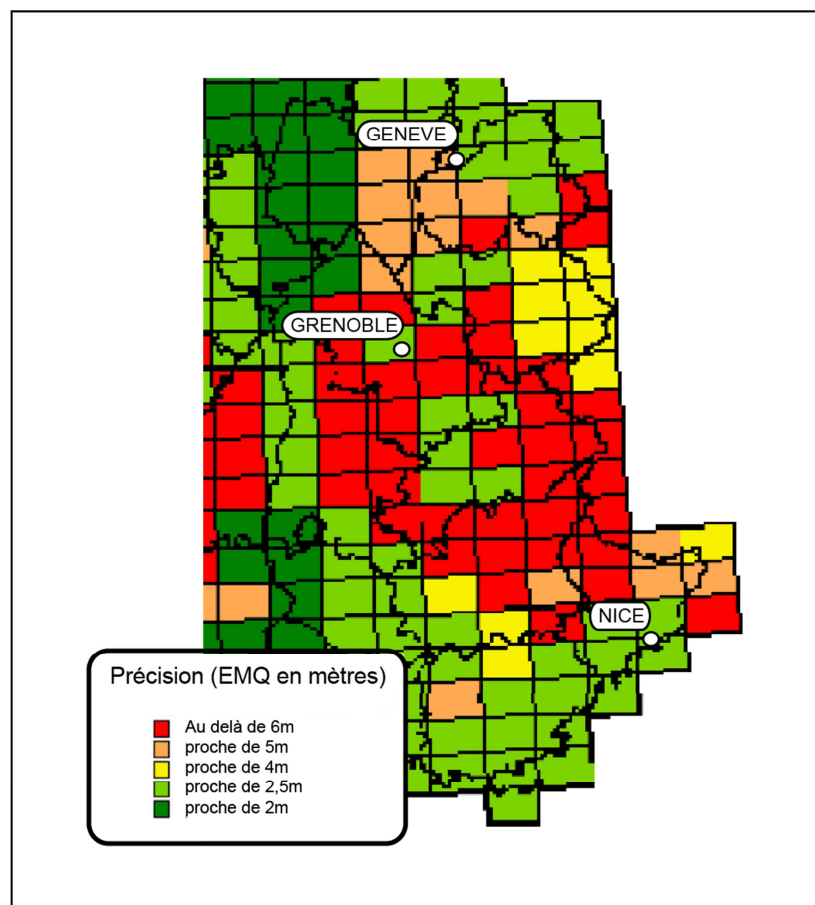 GENEVE
GRENOBLE
NICE
Précision (EMQ en mètres)
Au delà de 6m
proche de 5m
proche de 4m
proche de 2,5m
proche de 2m